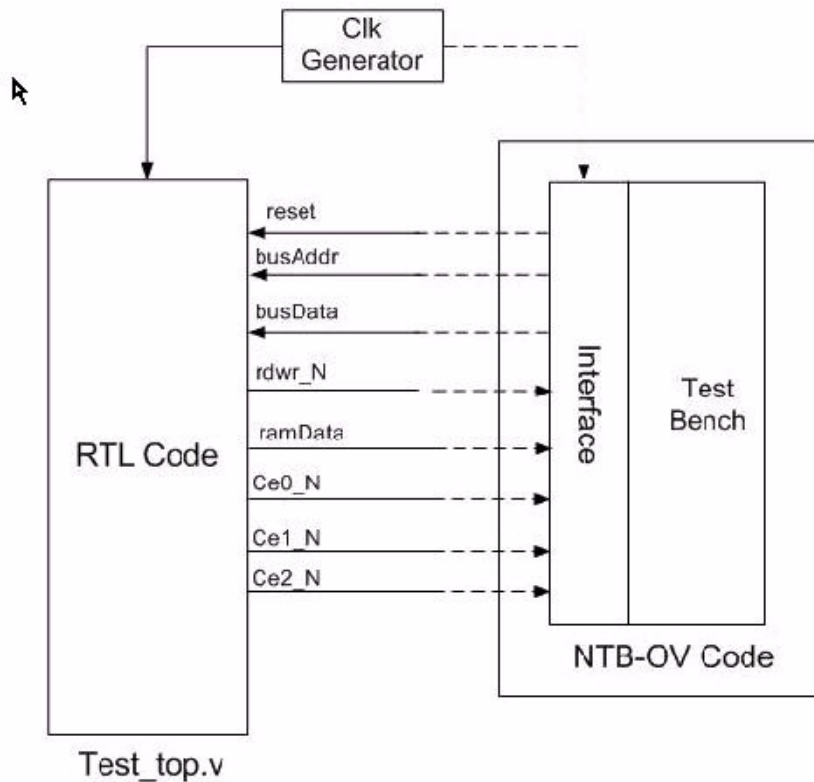 Clk
Generator
reset
busAddr
busData
rdwr_N
ramData
Ce0_N
Ce1_N
Ce2_N
RTL Code
Interface
Test
Bench
NTB-OV Code
Test_top.v